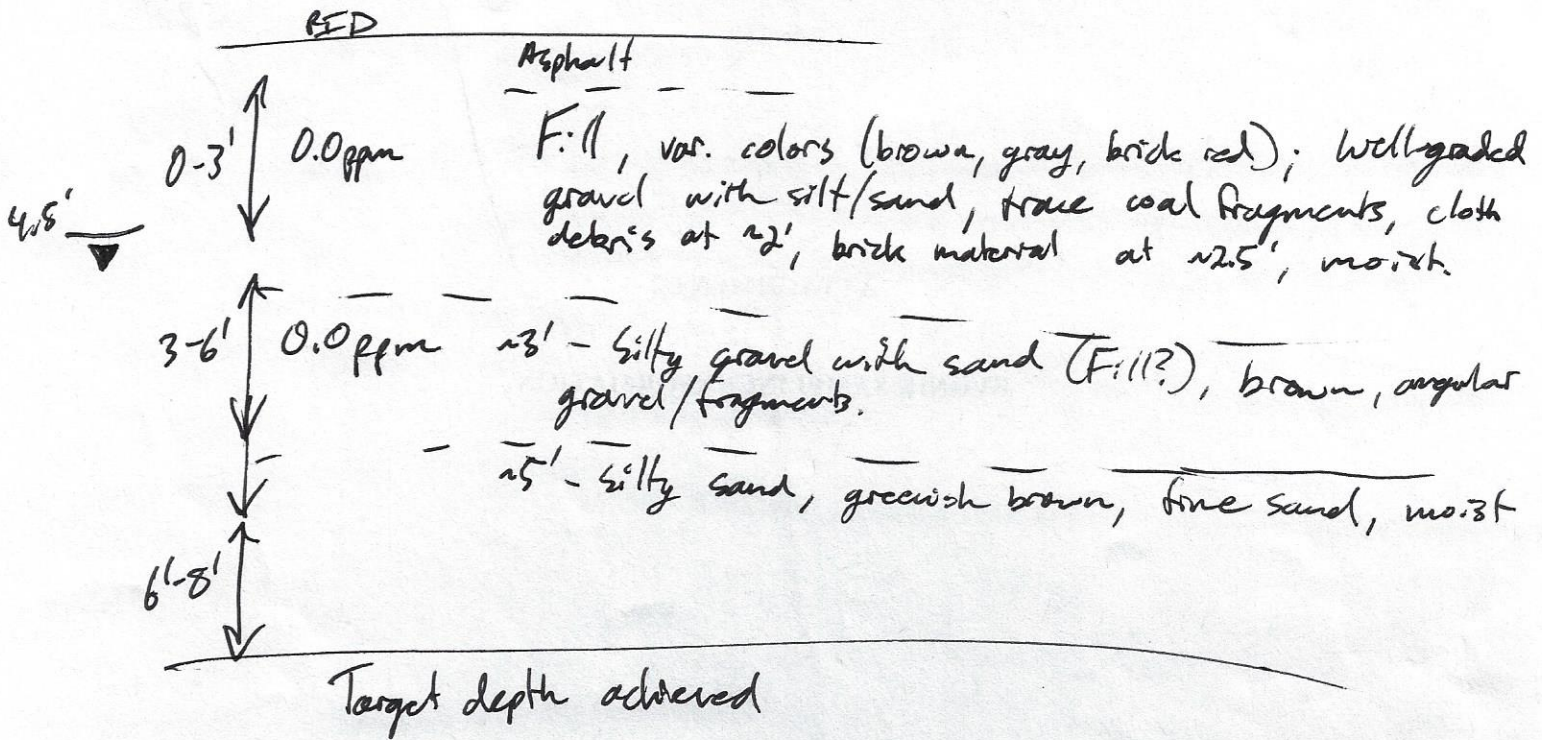 PID
Asphalt
0-3' 0.0ppm Fill, var. colors (brown, gray, brick red); Well-graded
gravel with silt/sand, trace coal fragments, cloth
debris at ~2', brick material at ~2.5', moist.
4.5'
3-6' 0.0ppm ~3' - Silty gravel with sand (Fill?), brown, angular
gravel/fragments.
~5' - Silty sand, greenish brown, fine sand, moist
6'-8'
Target depth achieved